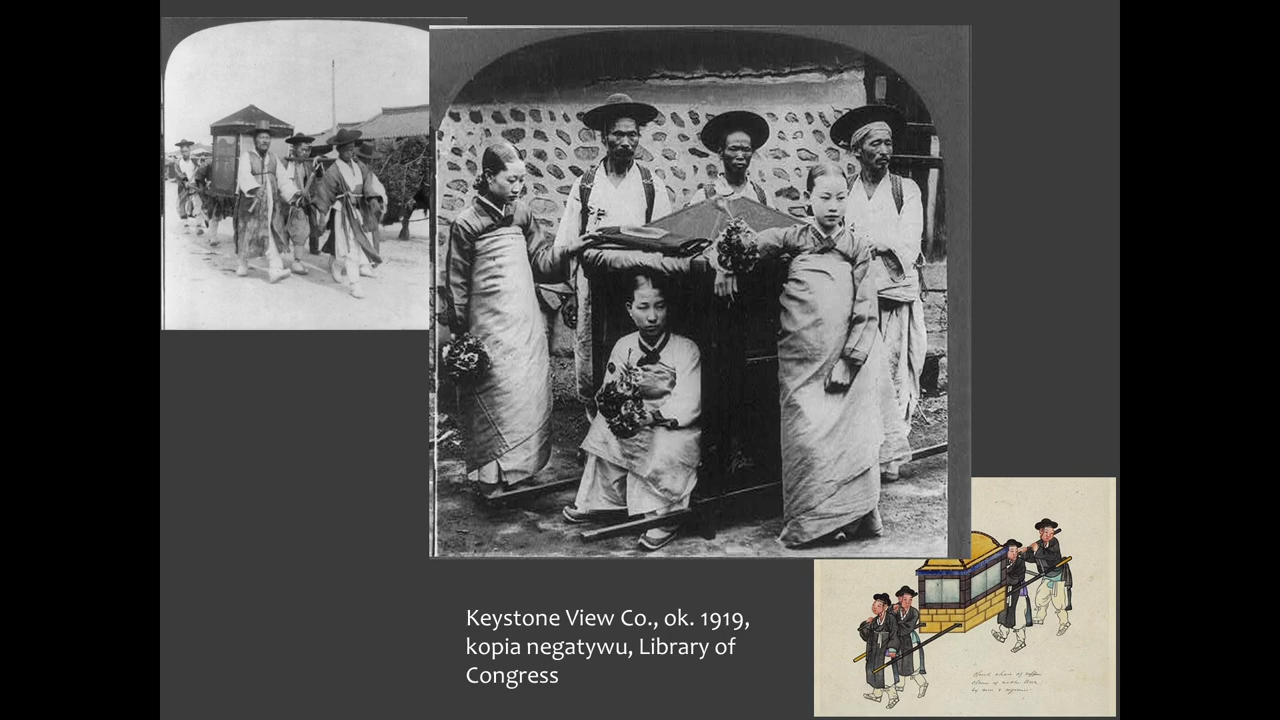 Keystone View Co., ok. 1919,
kopia negatywu, Library of
Congress